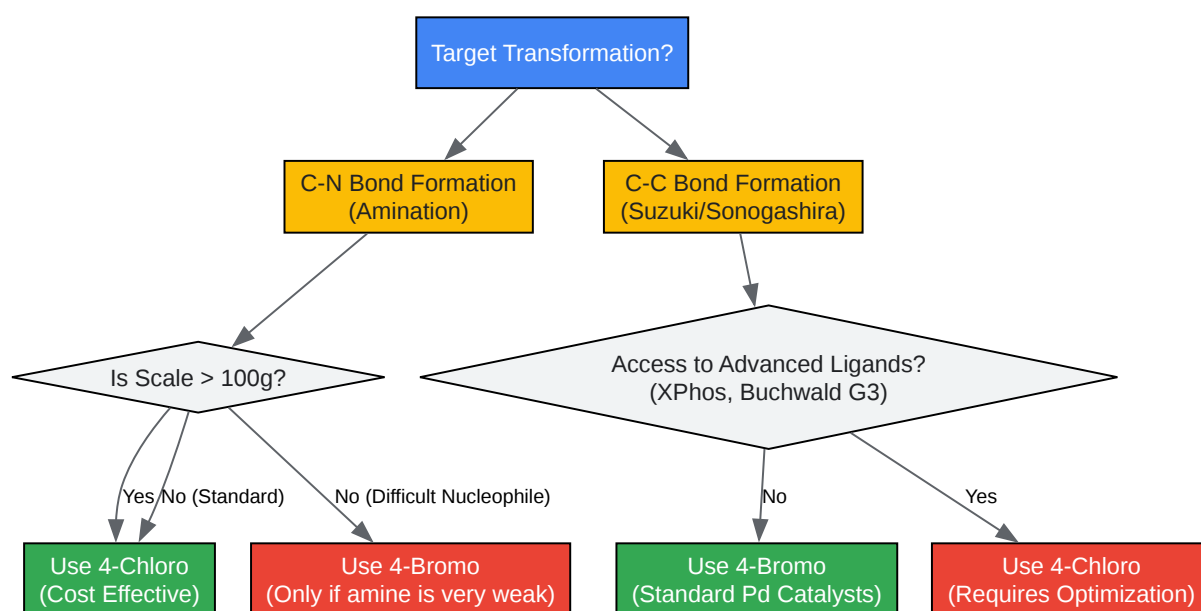 Target Transformation?
C-N Bond Formation
(Amination)
C-C Bond Formation
(Suzuki/Sonogashira)
Is Scale > 100g?
Access to Advanced Ligands?
(XPhos, Buchwald G3)
Yes
No (Standard)
No (Difficult Nucleophile)
No
Yes
Use 4-Chloro
(Cost Effective)
Use 4-Bromo
(Only if amine is very weak)
Use 4-Bromo
(Standard Pd Catalysts)
Use 4-Chloro
(Requires Optimization)